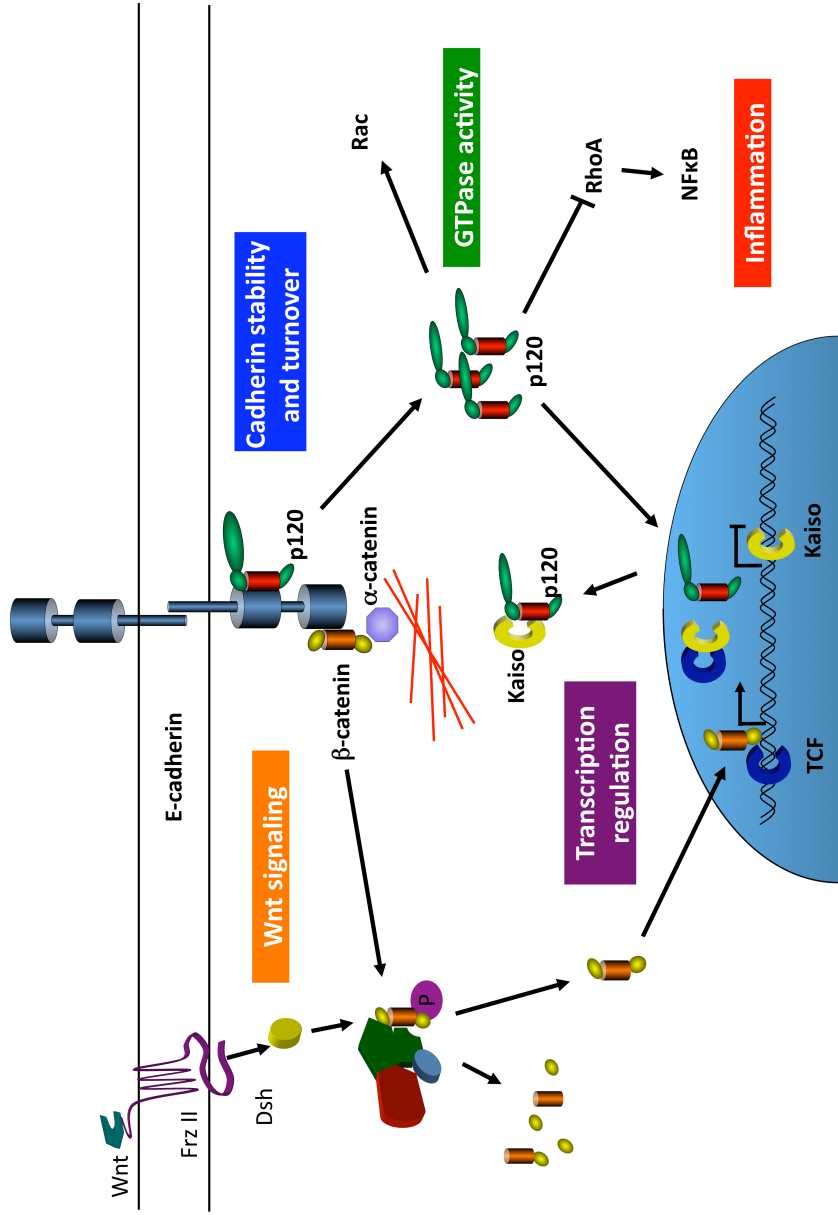 Wnt
Frz II
Dsh
E-cadherin
Wnt signaling
Cadherin stability
and turnover
p120
β-catenin
α-catenin
P
Rac
GTPase activity
p120
RhoA
NFκB
Inflammation
Kaiso
p120
Transcription
regulation
TCF
Kaiso